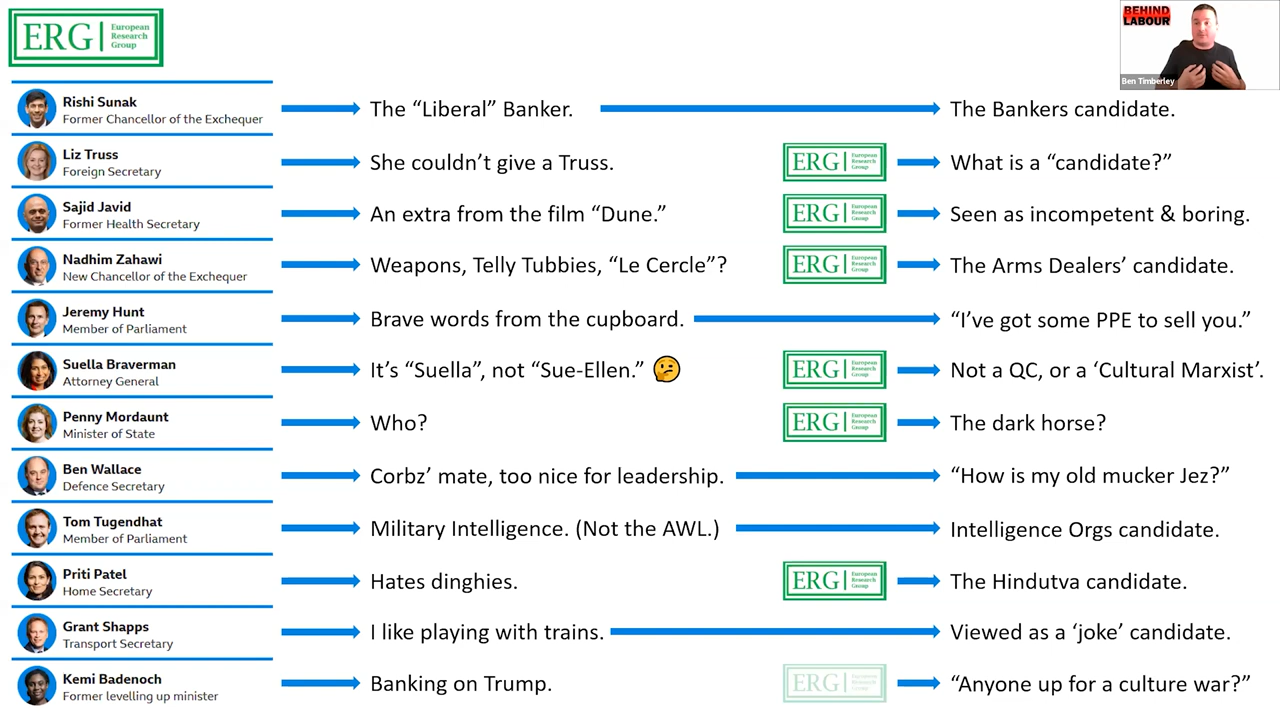 ERG European
Research
Group
BEHIND
LABOUR
Ben Timberley
Rishi Sunak
Former Chancellor of the Exchequer
The “Liberal” Banker.
The Bankers candidate.
Liz Truss
Foreign Secretary
She couldn’t give a Truss.
ERG European
Research
Group
What is a “candidate?”
Sajid Javid
Former Health Secretary
An extra from the film “Dune.”
ERG European
Research
Group
Seen as incompetent & boring.
Nadhim Zahawi
New Chancellor of the Exchequer
Weapons, Telly Tubbies, “Le Cercle”?
ERG European
Research
Group
The Arms Dealers’ candidate.
Jeremy Hunt
Member of Parliament
Brave words from the cupboard.
“I’ve got some PPE to sell you.”
Suella Braverman
Attorney General
It’s “Suella”, not “Sue-Ellen.”
ERG European
Research
Group
Not a QC, or a ‘Cultural Marxist’.
Penny Mordaunt
Minister of State
Who?
ERG European
Research
Group
The dark horse?
Ben Wallace
Defence Secretary
Corbz’ mate, too nice for leadership.
“How is my old mucker Jez?”
Tom Tugendhat
Member of Parliament
Military Intelligence. (Not the AWL.)
Intelligence Orgs candidate.
Priti Patel
Home Secretary
Hates dinghies.
ERG European
Research
Group
The Hindutva candidate.
Grant Shapps
Transport Secretary
I like playing with trains.
Viewed as a ‘joke’ candidate.
Kemi Badenoch
Former levelling up minister
Banking on Trump.
ERG European
Research
Group
“Anyone up for a culture war?”